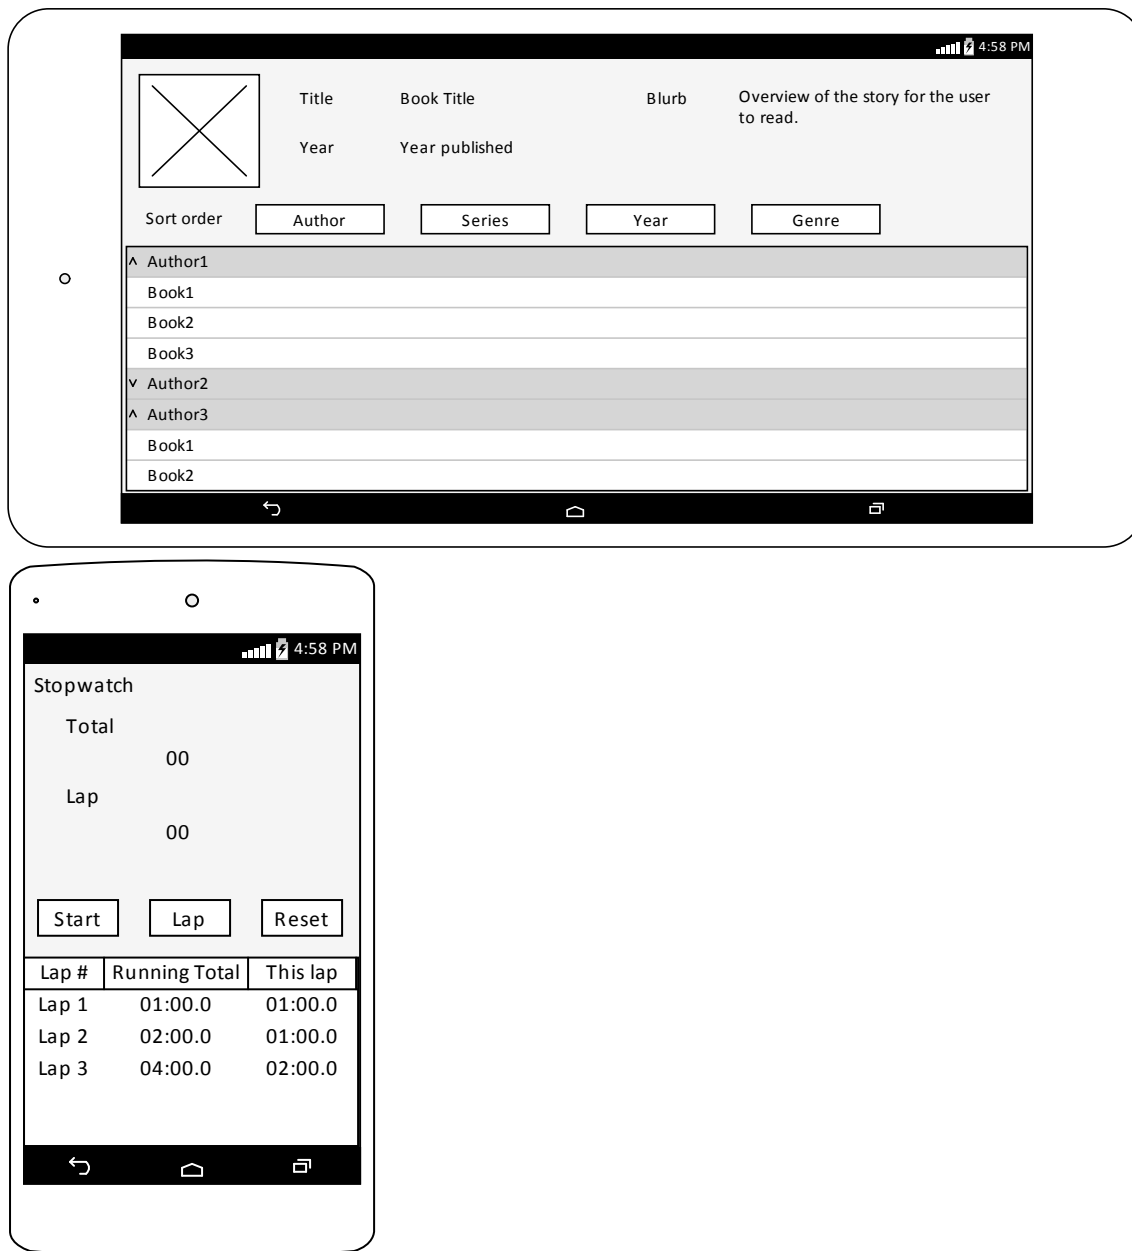 4:58 PM
Title Book Title Blurb Overview of the story for the user
to read.
Year Year published
Sort order Author Series Year Genre
Author1
Book1
Book2
Book3
Author2
Author3
Book1
Book2
4:58 PM
Stopwatch
Total
00
Lap
00
Start Lap Reset
Lap # Running Total This lap
Lap 1 01:00.0 01:00.0
Lap 2 02:00.0 01:00.0
Lap 3 04:00.0 02:00.0